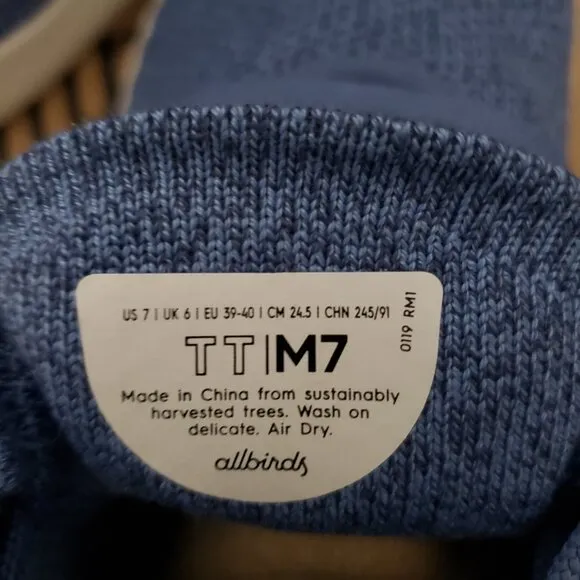 US 7 | UK 6 | EU 39-40 | CM 24.5 | CHN 245/91
TT|M7
Made in China from sustainably
harvested trees. Wash on
delicate. Air Dry.
allbirds
0119 RM1